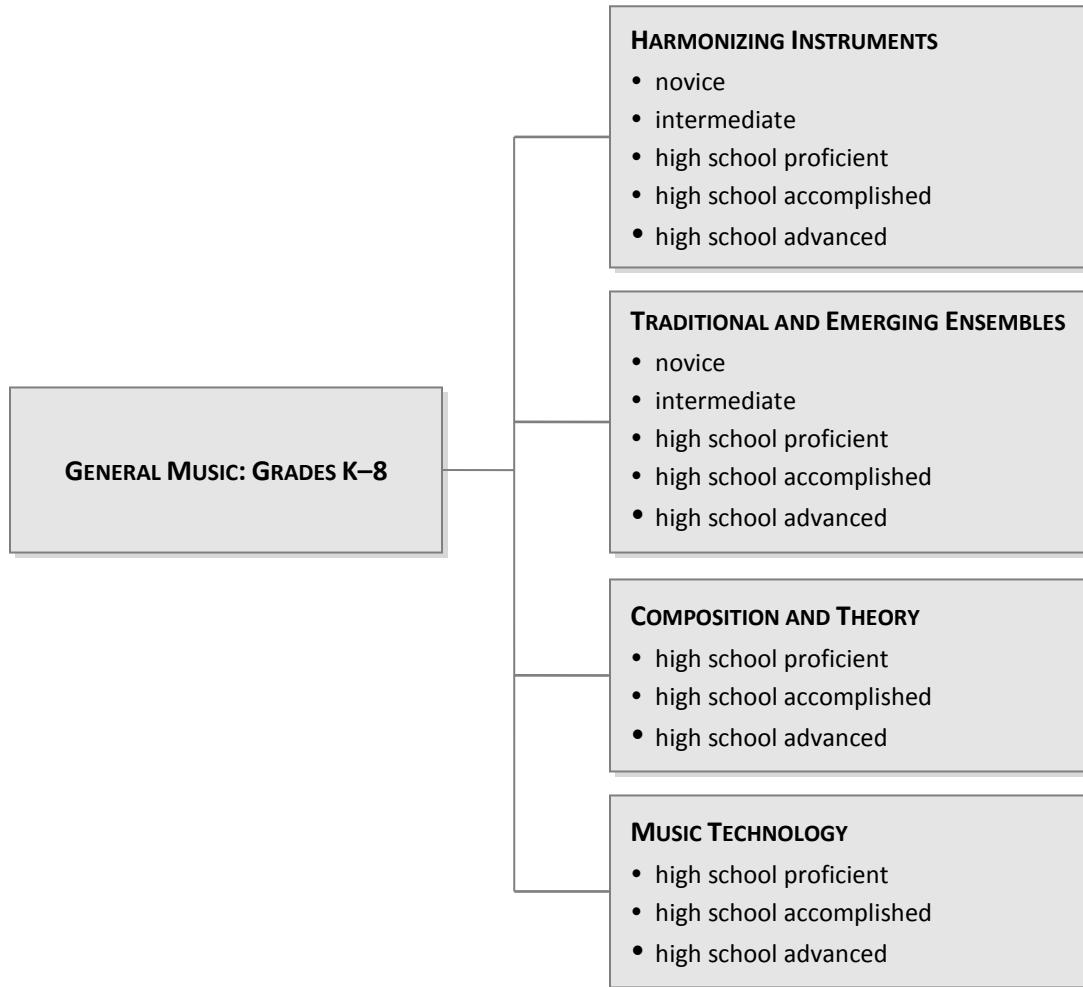 HARMONIZING INSTRUMENTS
• novice
• intermediate
• high school proficient
• high school accomplished
• high school advanced
TRADITIONAL AND EMERGING ENSEMBLES
• novice
• intermediate
• high school proficient
• high school accomplished
• high school advanced
GENERAL MUSIC: GRADES K–8
COMPOSITION AND THEORY
• high school proficient
• high school accomplished
• high school advanced
MUSIC TECHNOLOGY
• high school proficient
• high school accomplished
• high school advanced